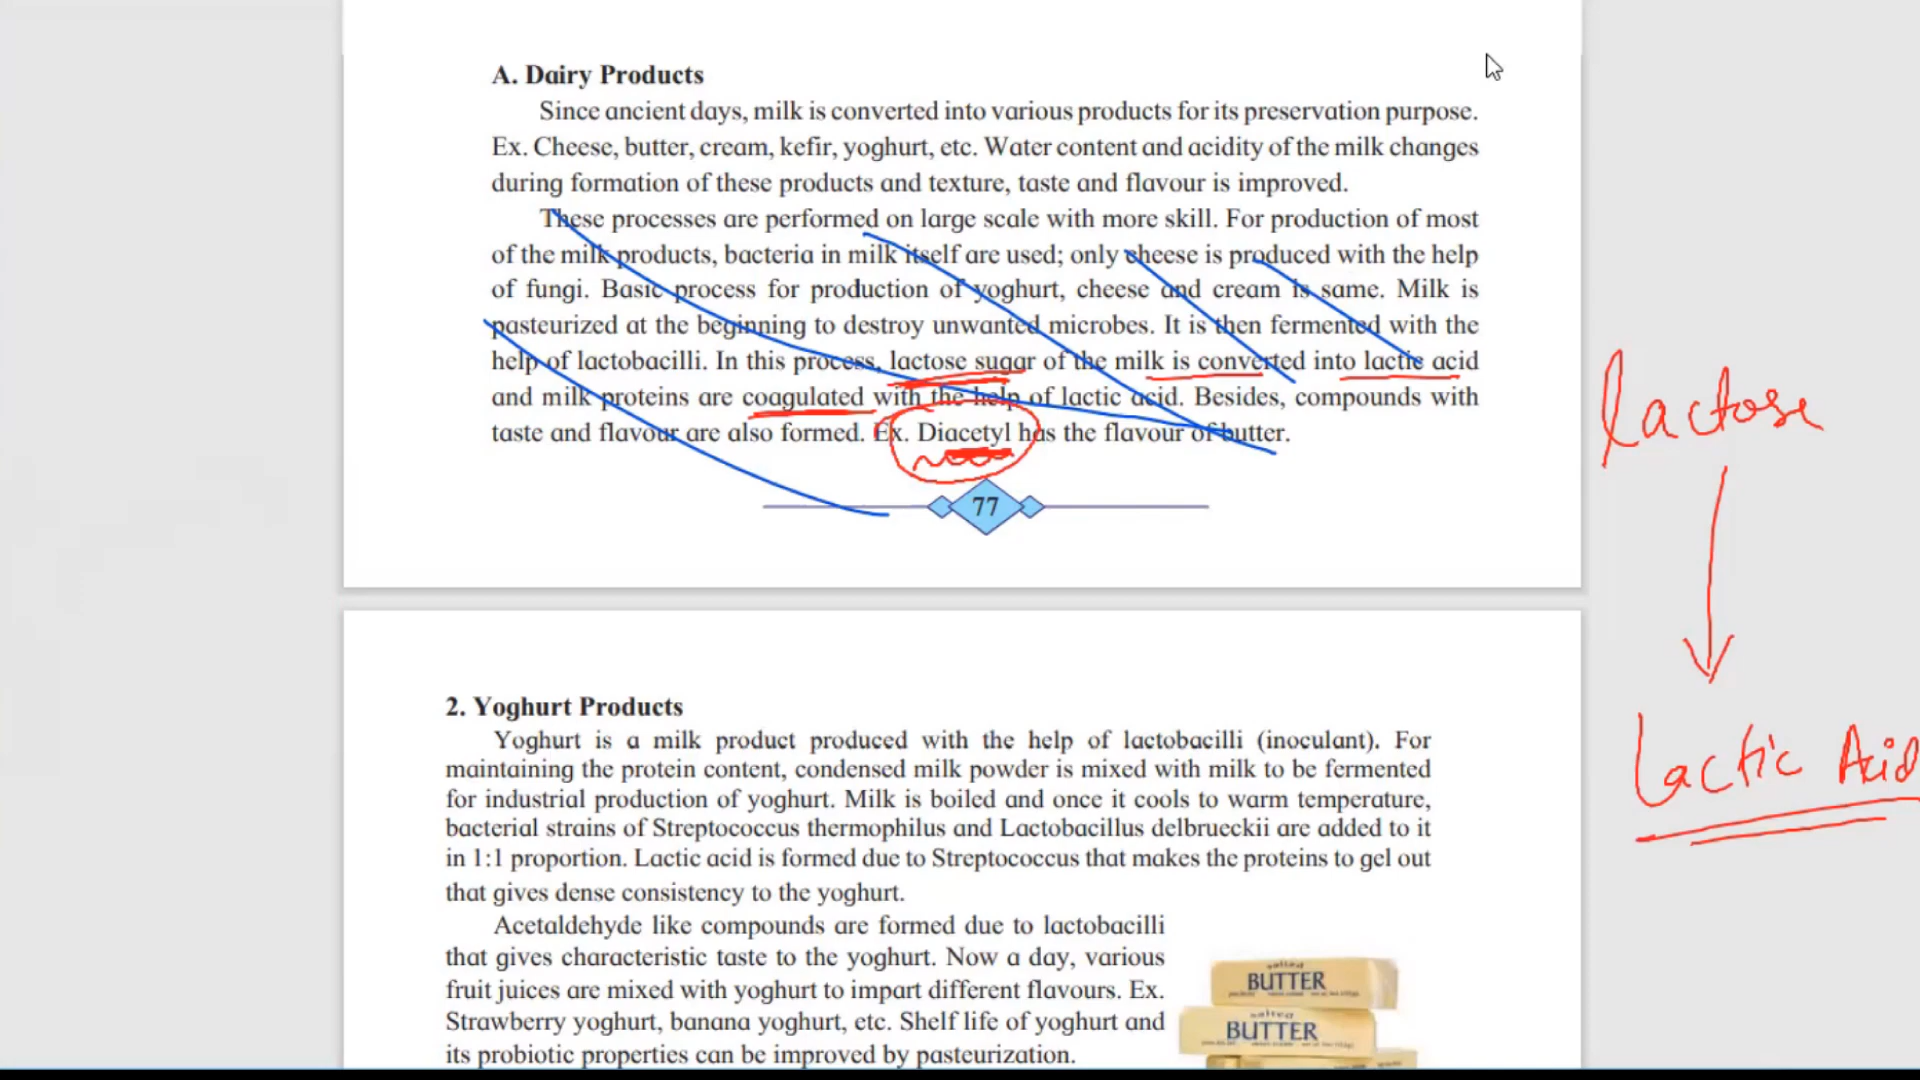 A. Dairy Products
Since ancient days, milk is converted into various products for its preservation purpose.
Ex. Cheese, butter, cream, kefir, yoghurt, etc. Water content and acidity of the milk changes
during formation of these products and texture, taste and flavour is improved.
These processes are performed on large scale with more skill. For production of most
of the milk products, bacteria in milk itself are used; only cheese is produced with the help
of fungi. Basic process for production of yoghurt, cheese and cream is same. Milk is
pasteurized at the beginning to destroy unwanted microbes. It is then fermented with the
help of lactobacilli. In this process, lactose sugar of the milk is converted into lactic acid
and milk proteins are coagulated with the help of lactic acid. Besides, compounds with
taste and flavour are also formed. Ex. Diacetyl has the flavour of butter.
77
lactose
Lactic Acid
2. Yoghurt Products
Yoghurt is a milk product produced with the help of lactobacilli (inoculant). For
maintaining the protein content, condensed milk powder is mixed with milk to be fermented
for industrial production of yoghurt. Milk is boiled and once it cools to warm temperature,
bacterial strains of Streptococcus thermophilus and Lactobacillus delbrueckii are added to it
in 1:1 proportion. Lactic acid is formed due to Streptococcus that makes the proteins to gel out
that gives dense consistency to the yoghurt.
Acetaldehyde like compounds are formed due to lactobacilli
that gives characteristic taste to the yoghurt. Now a day, various
fruit juices are mixed with yoghurt to impart different flavours. Ex.
Strawberry yoghurt, banana yoghurt, etc. Shelf life of yoghurt and
its probiotic properties can be improved by pasteurization.
salted
BUTTER
salted
BUTTER